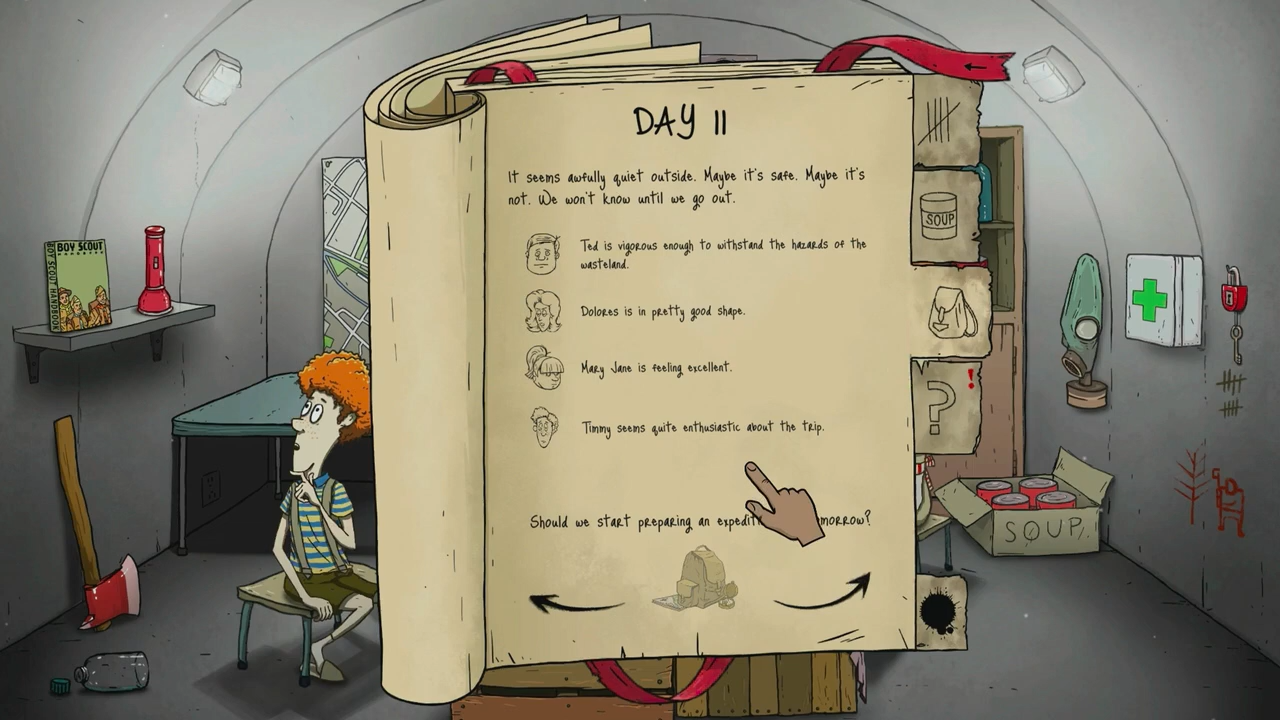 DAY 11
It seems awfully quiet outside. Maybe it's safe. Maybe it's
not. We won't know until we go out.
Ted is vigorous enough to withstand the hazards of the
wasteland.
Dolores is in pretty good shape.
Mary Jane is feeling excellent.
Timmy seems quite enthusiastic about the trip.
Should we start preparing an
SOUP
?
!
BOY SCOUT
BOY SCOUT HANDBOOK
SOUP